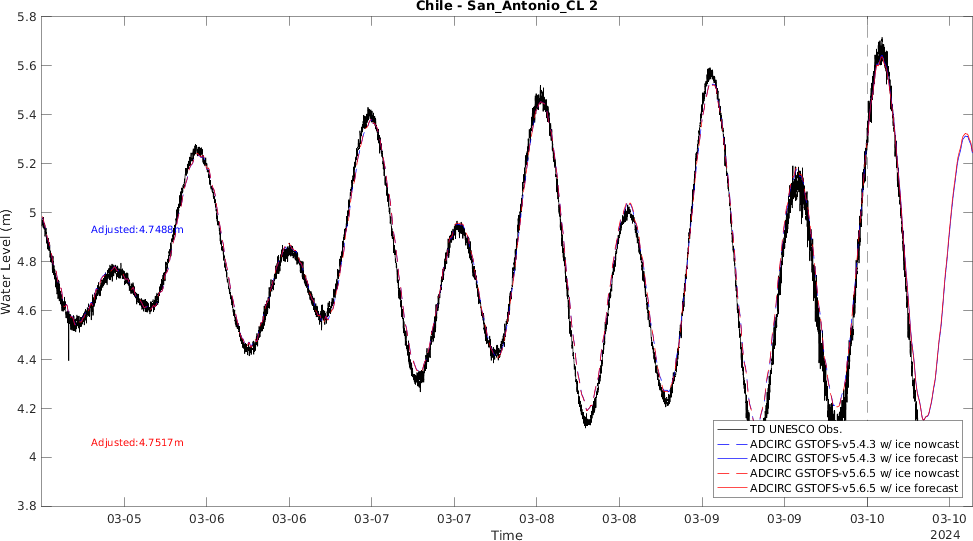 Chile - San_Antonio_CL 2
5.8
5.6
5.4
5.2
5
4.8
4.6
4.4
4.2
4
3.8
Water Level (m)
Adjusted:4.7488m
Adjusted:4.7517m
TD UNESCO Obs.
ADCIRC GSTOFS-v5.4.3 w/ ice nowcast
ADCIRC GSTOFS-v5.4.3 w/ ice forecast
ADCIRC GSTOFS-v5.6.5 w/ ice nowcast
ADCIRC GSTOFS-v5.6.5 w/ ice forecast
03-05 03-06 03-06 03-07 03-07 03-08 03-08 03-09 03-09 03-10 03-10
2024
Time